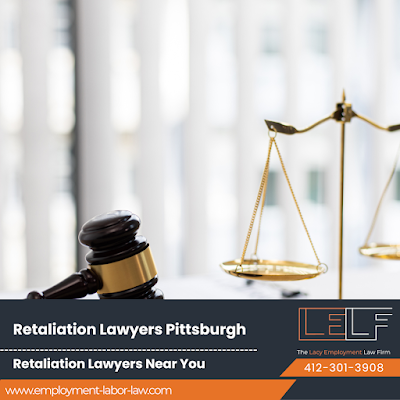 Retaliation Lawyers Pittsburgh
Retaliation Lawyers Near You
www.employment-labor-law.com
LELF
The Lacy Employment Law Firm
412-301-3908